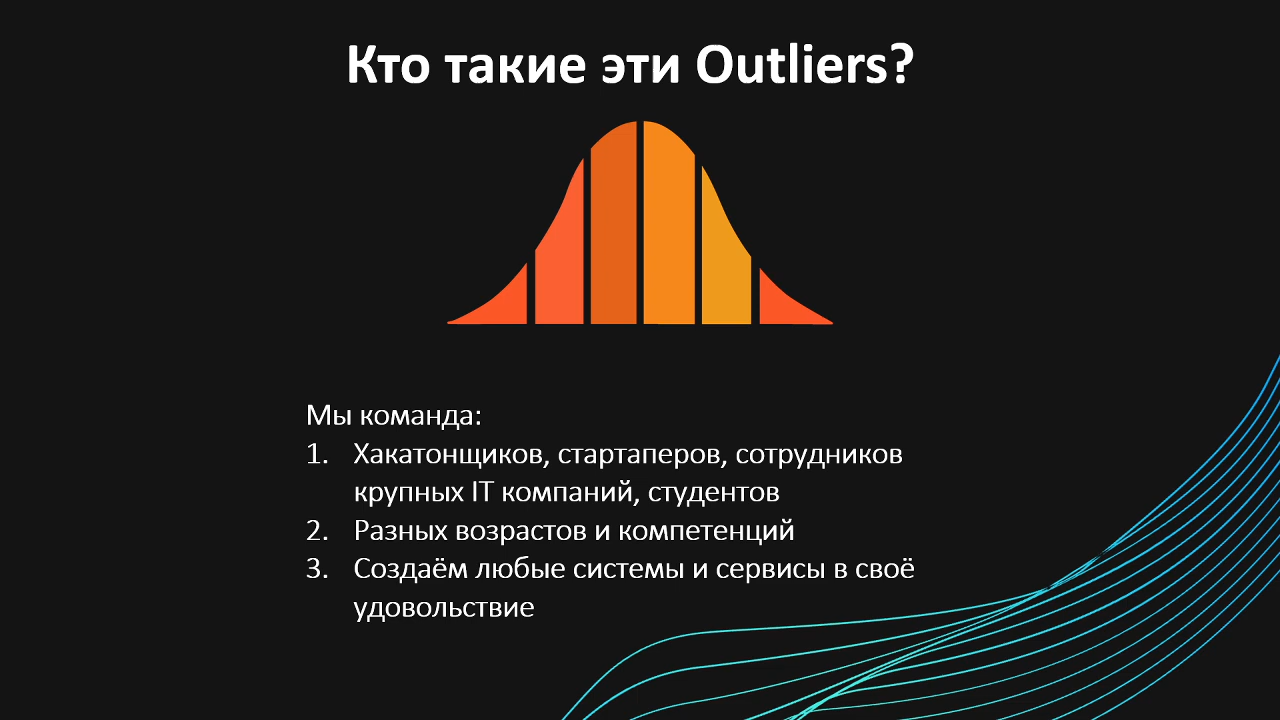 Кто такие эти Outliers?
Мы команда:
1. Хакатонщиков, стартаперов, сотрудников
крупных IT компаний, студентов
2. Разных возрастов и компетенций
3. Создаём любые системы и сервисы в своё
удовольствие